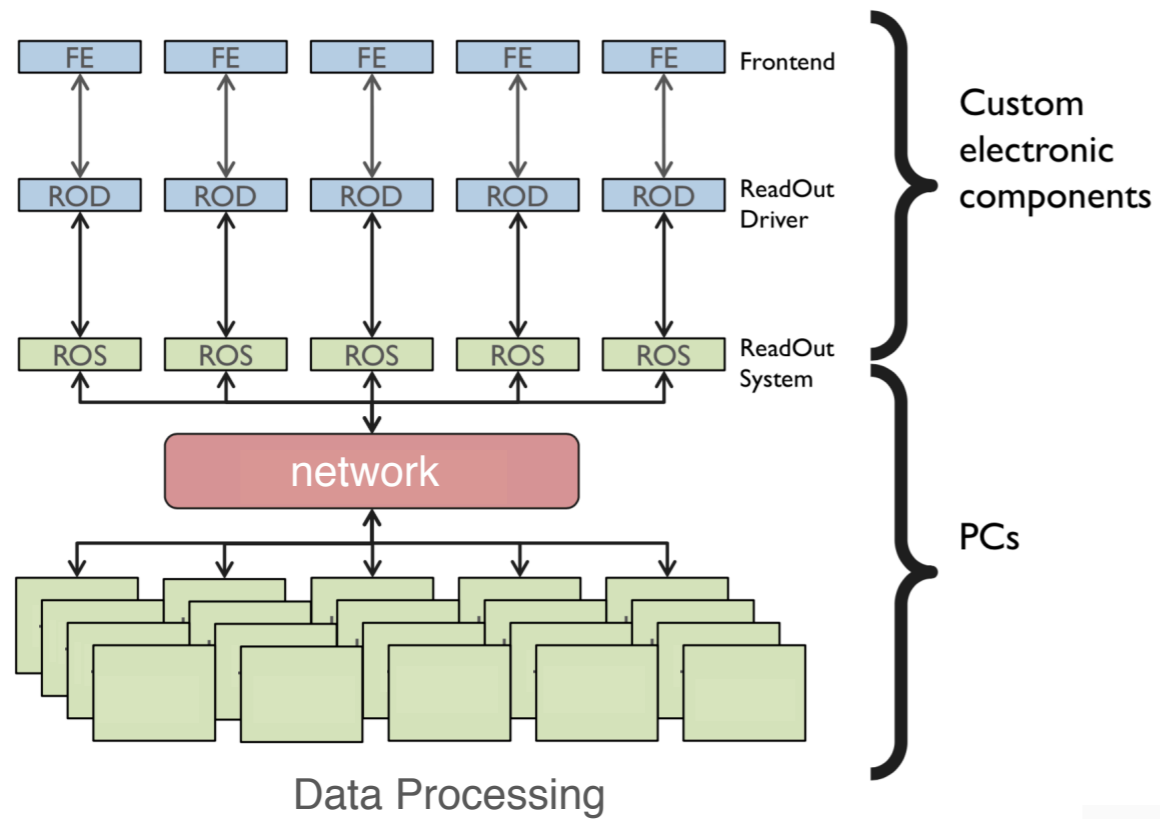 FE FE FE FE FE Frontend
Custom
electronic
components
ROD ROD ROD ROD ROD ReadOut
Driver
ROS ROS ROS ROS ROS ReadOut
System
network
PCs
Data Processing